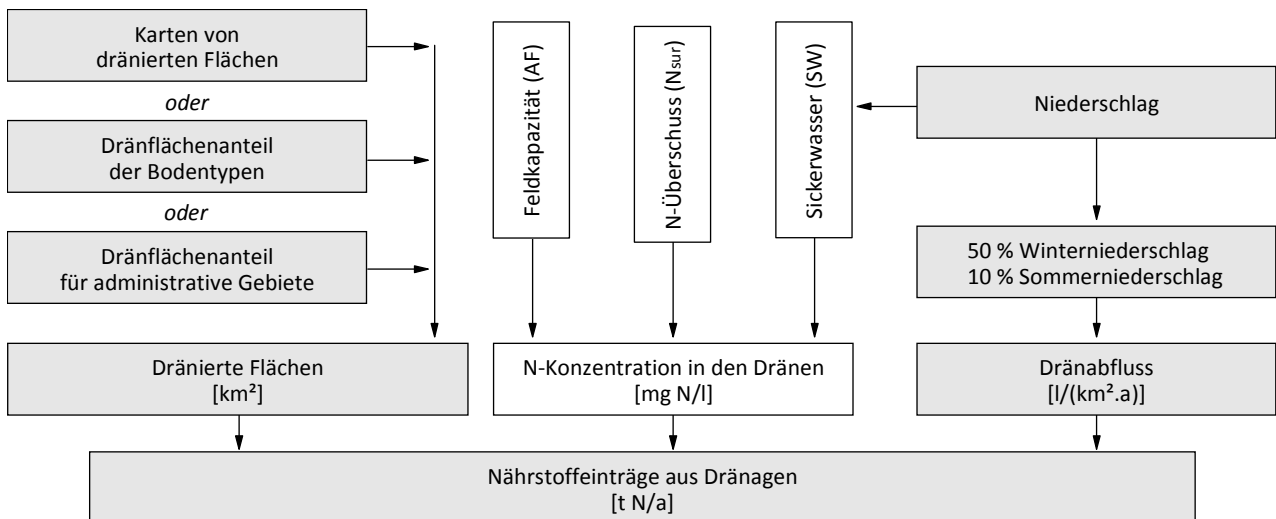 Karten von
dränierten Flächen
oder
Dränflächenanteil
der Bodentypen
oder
Dränflächenanteil
für administrative Gebiete
Feldkapazität (AF)
N-Überschuss (Nsur)
Sickerwasser (SW)
Niederschlag
50 % Winterniederschlag
10 % Sommerniederschlag
Dränierte Flächen
[km²]
N-Konzentration in den Dränen
[mg N/l]
Dränabfluss
[l/(km².a)]
Nährstoffeinträge aus Dränagen
[t N/a]